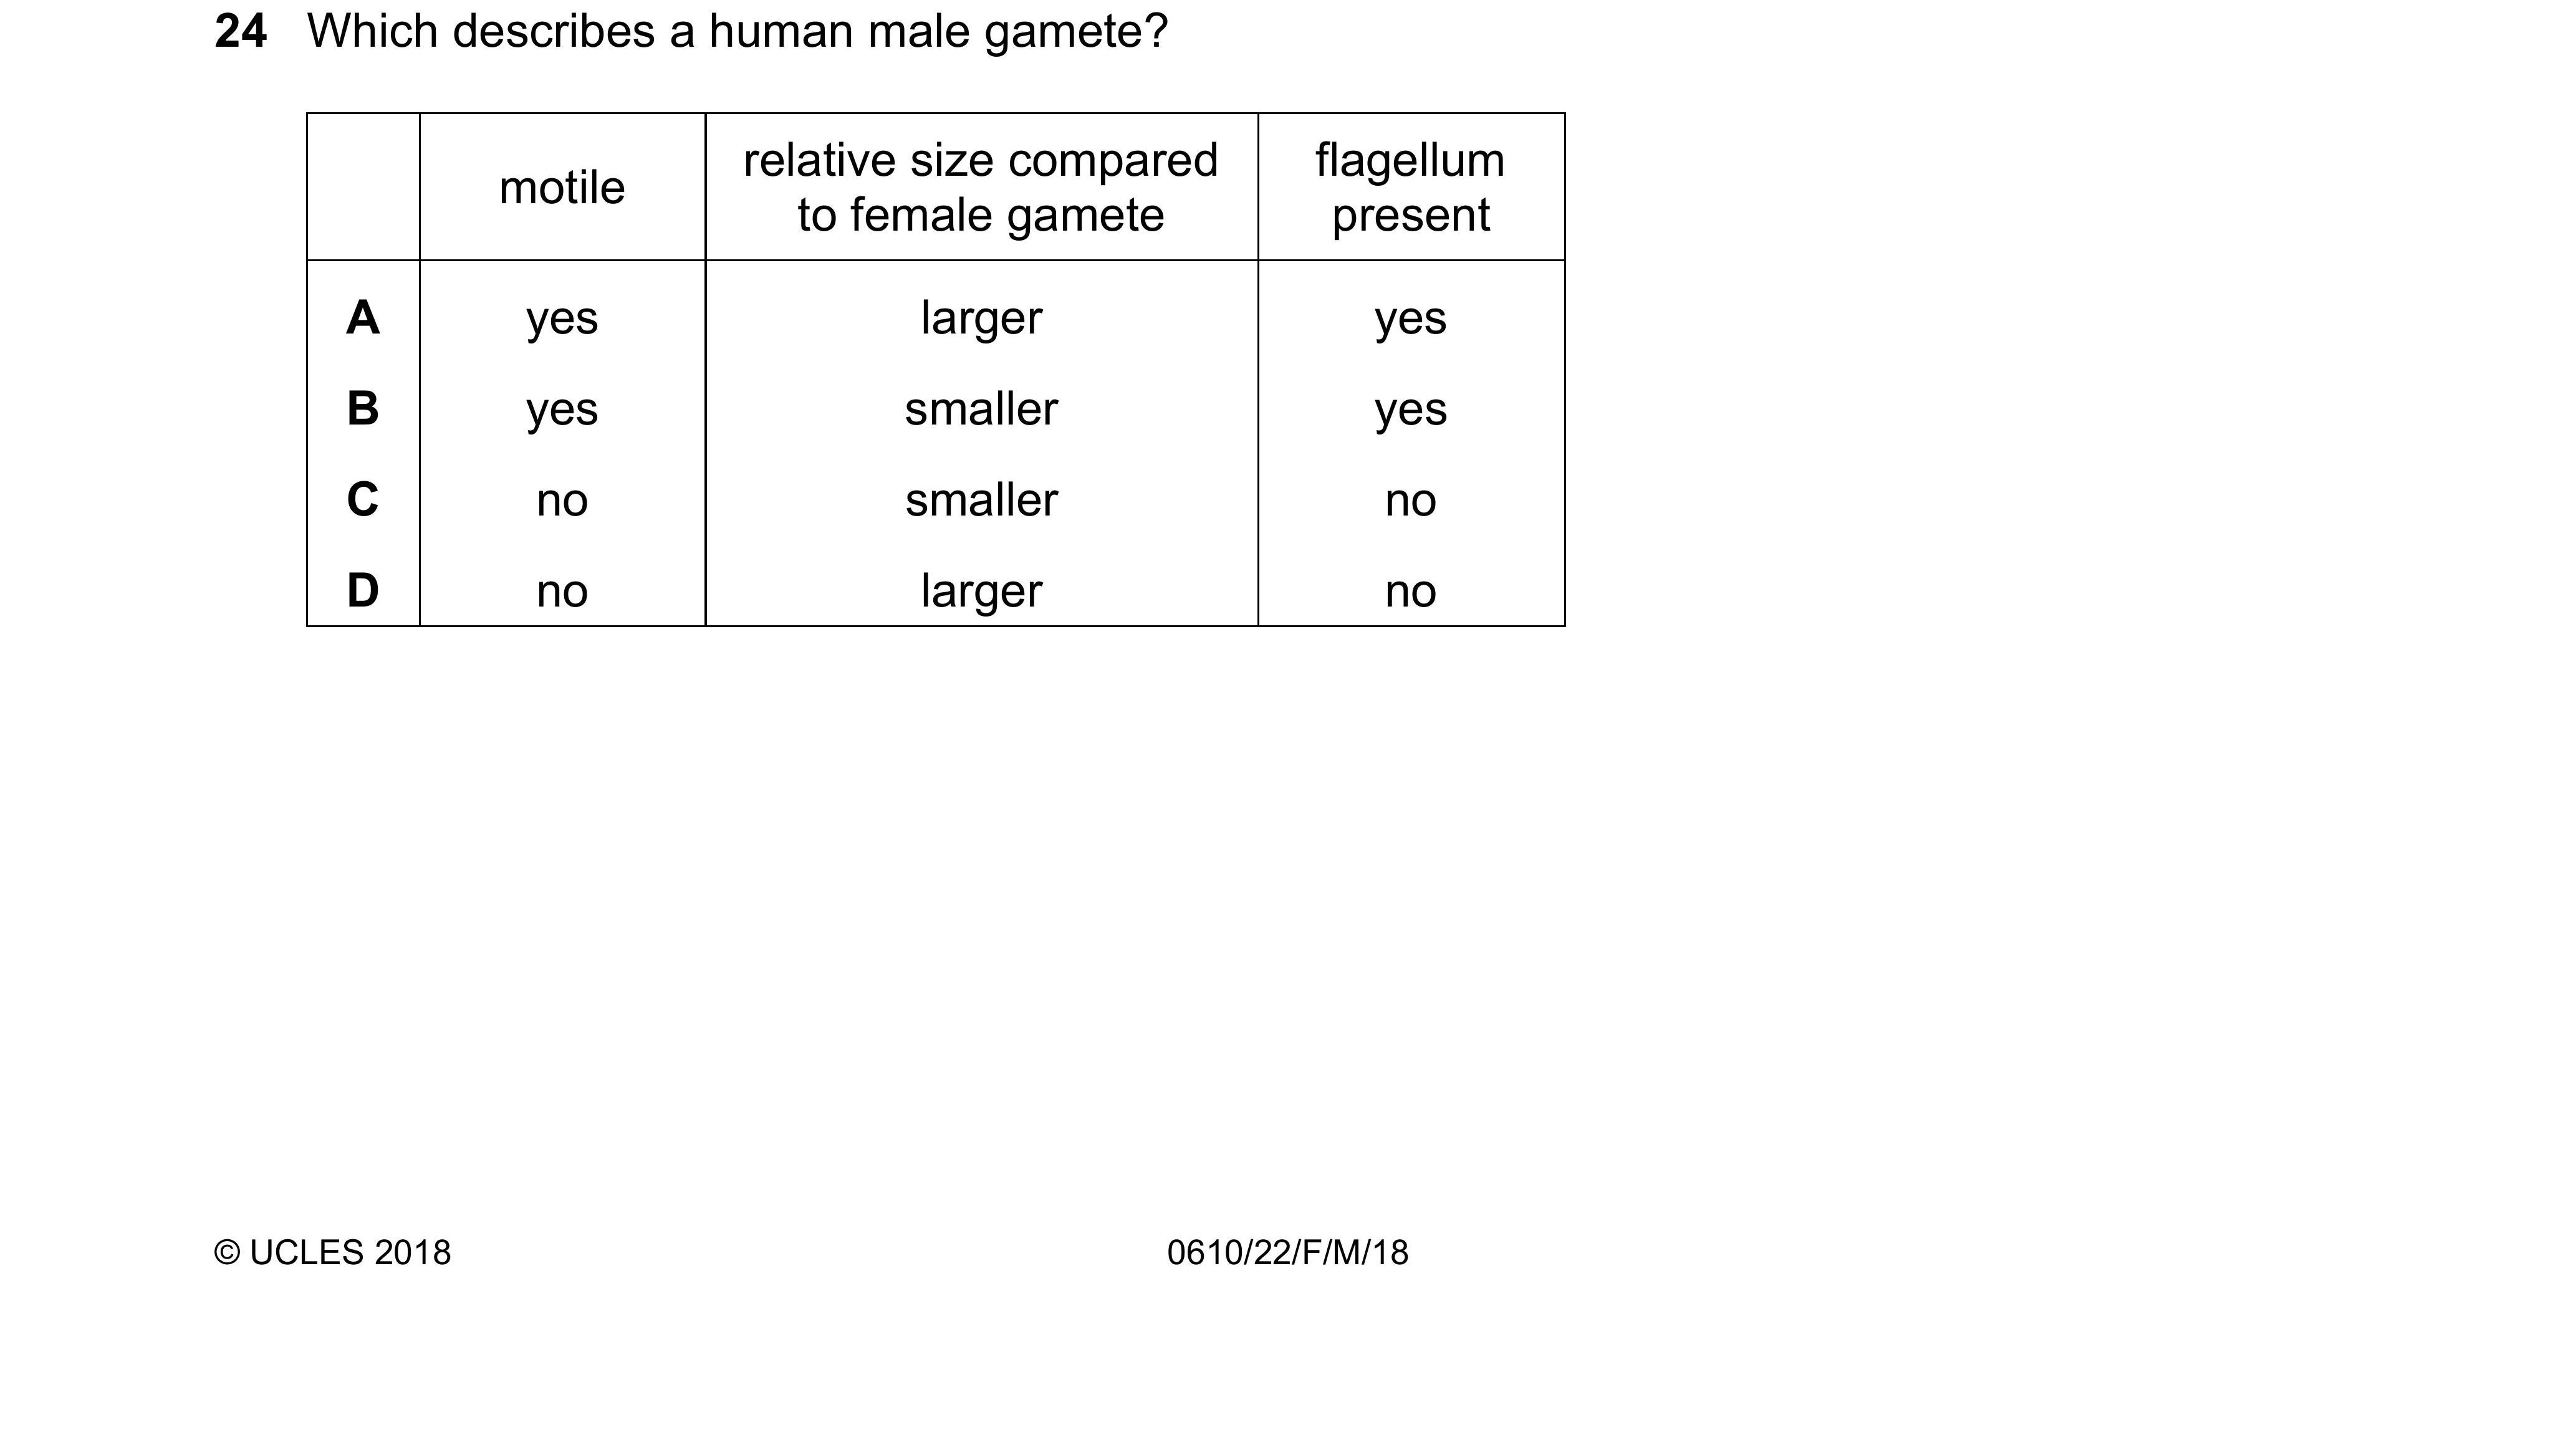 24 Which describes a human male gamete?
motile relative size compared to female gamete flagellum present
A yes larger yes
B yes smaller yes
C no smaller no
D no larger no
© UCLES 2018 0610/22/F/M/18